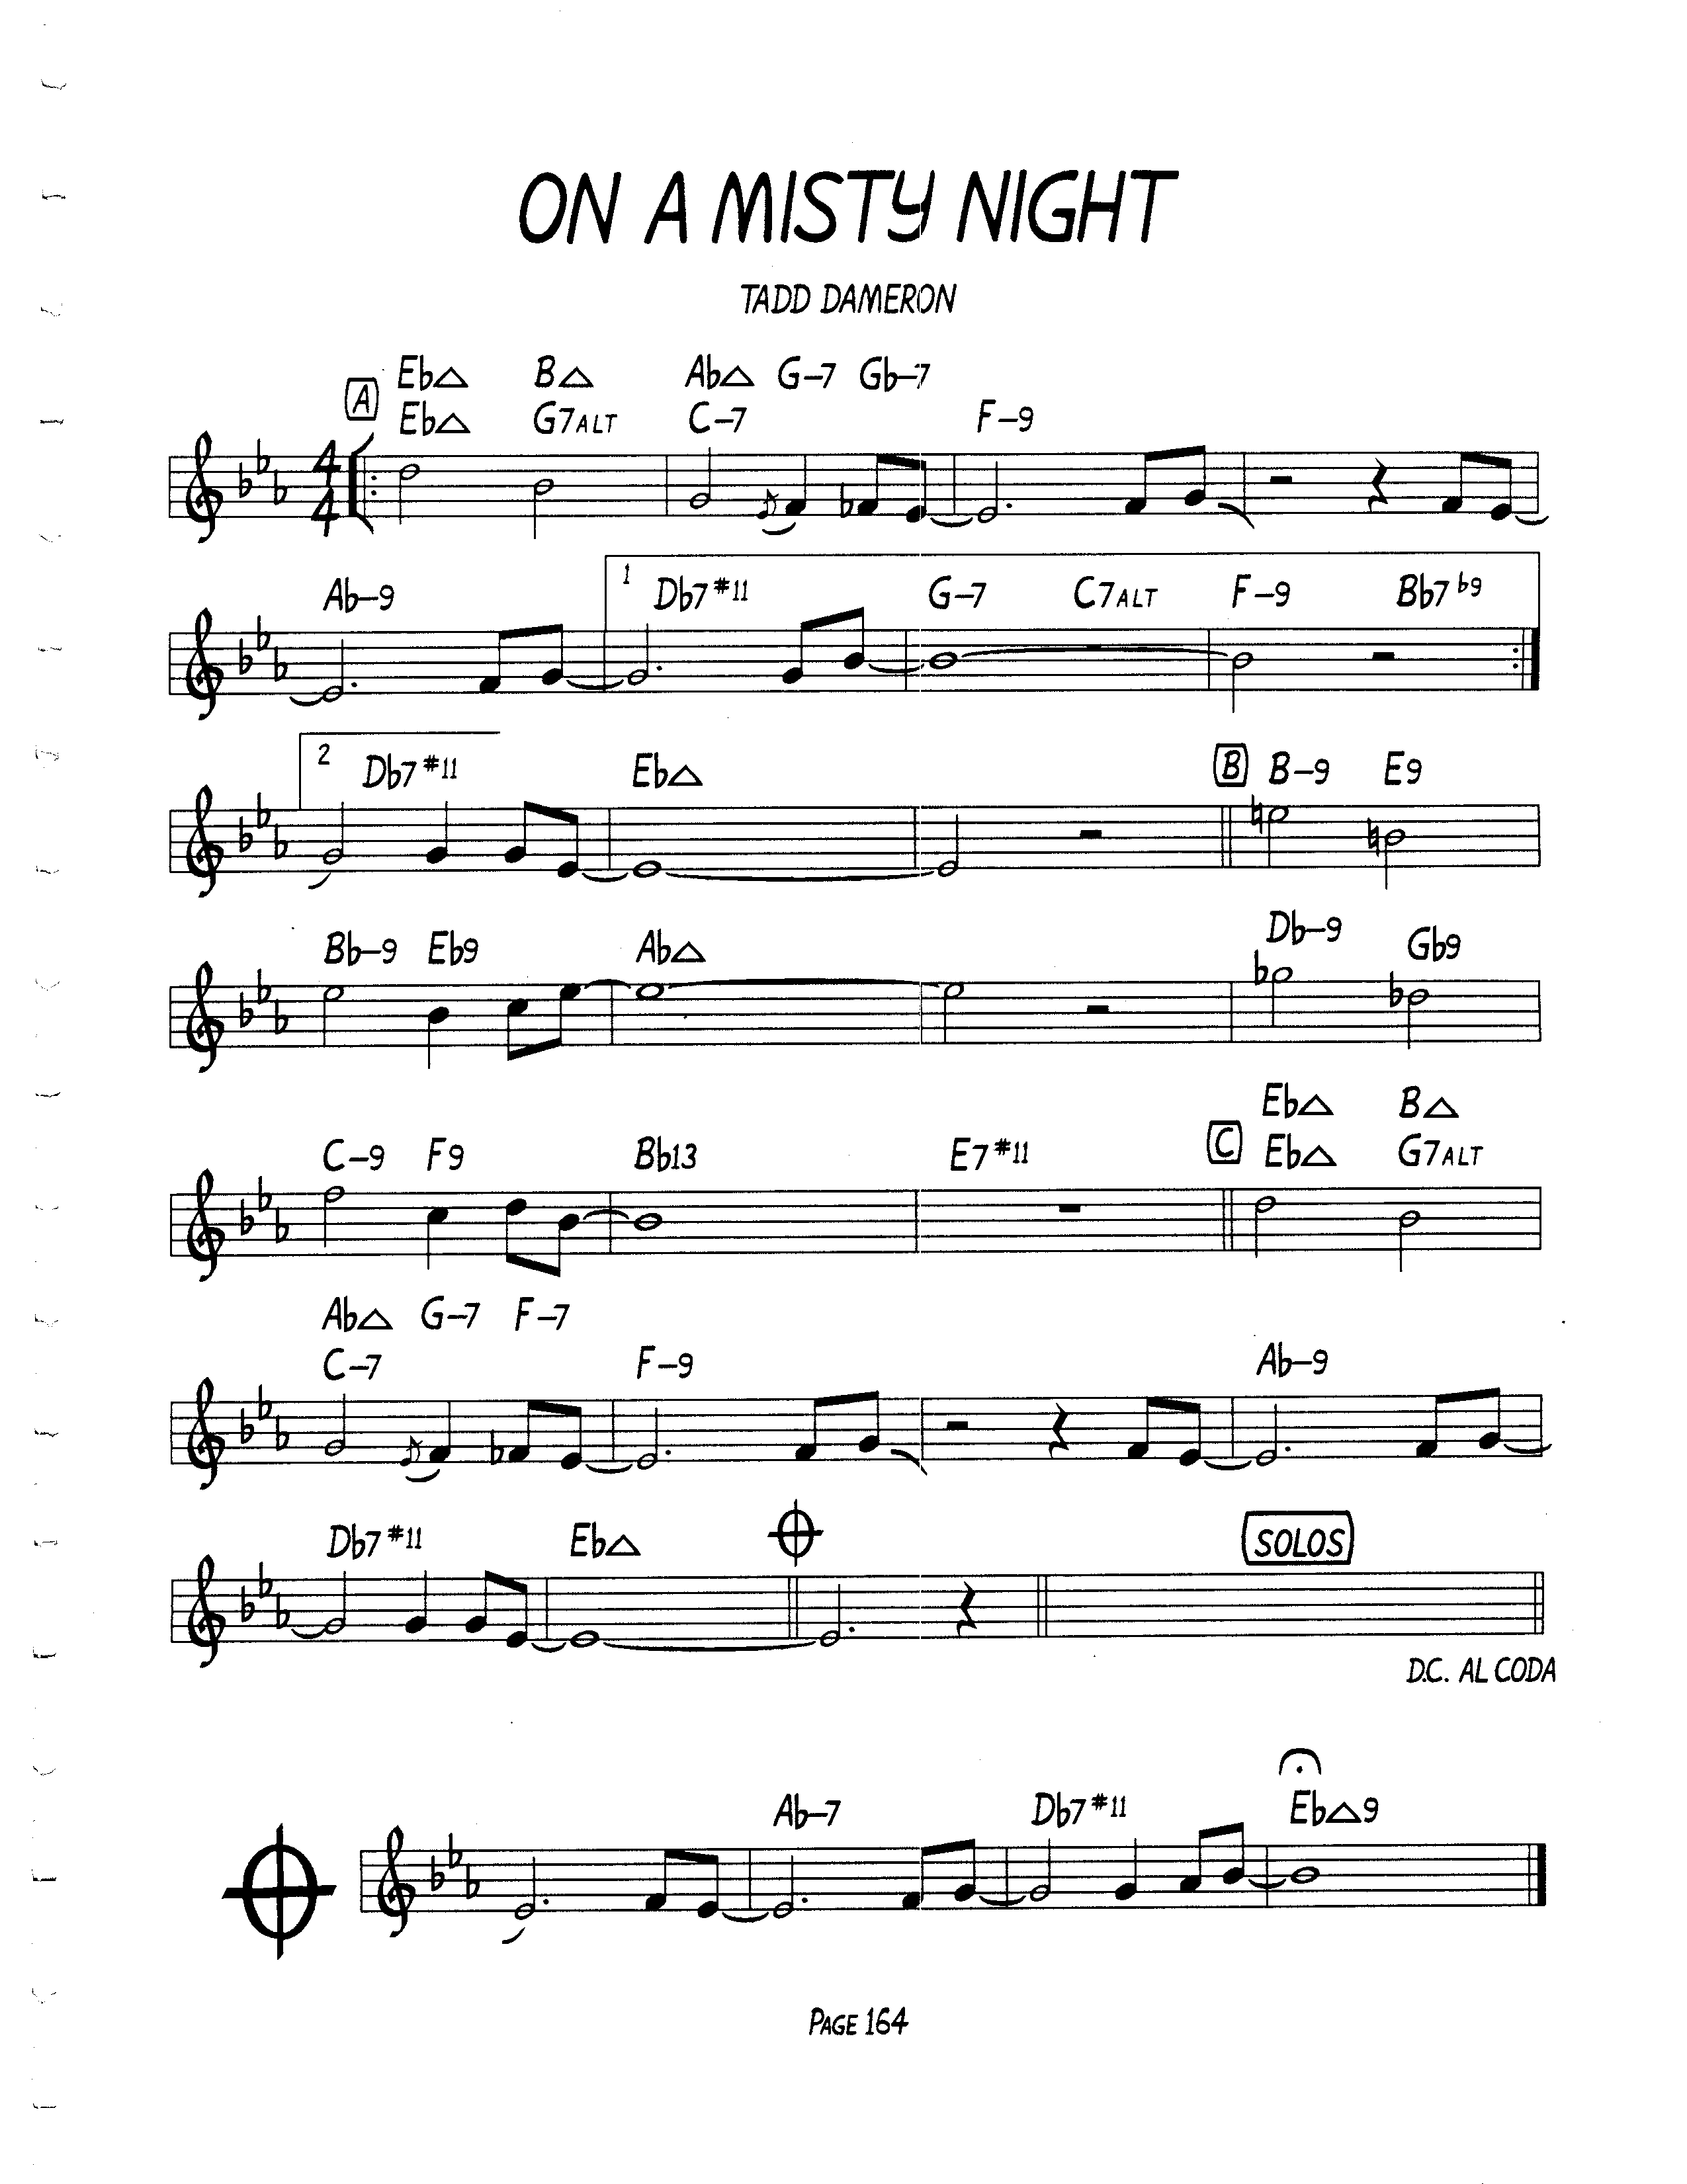 ON A MISTY NIGHT
TADD DAMERON
A Eb△ B△ Ab△ G-7 Gb-7
Eb△ G7ALT C-7 F-9
4
4
1
Ab-9 Db7#11 G-7 C7ALT F-9 Bb7b9
2 Db7#11 Eb△ B B-9 E9
Bb-9 Eb9 Ab△ Db-9 Gb9
Eb△ B△
C-9 F9 Bb13 E7#11 C Eb△ G7ALT
Ab△ G-7 F-7
C-7 F-9 Ab-9
Db7#11 Eb△ SOLOS
D.C. AL CODA
Ab-7 Db7#11 Eb△9
PAGE 164